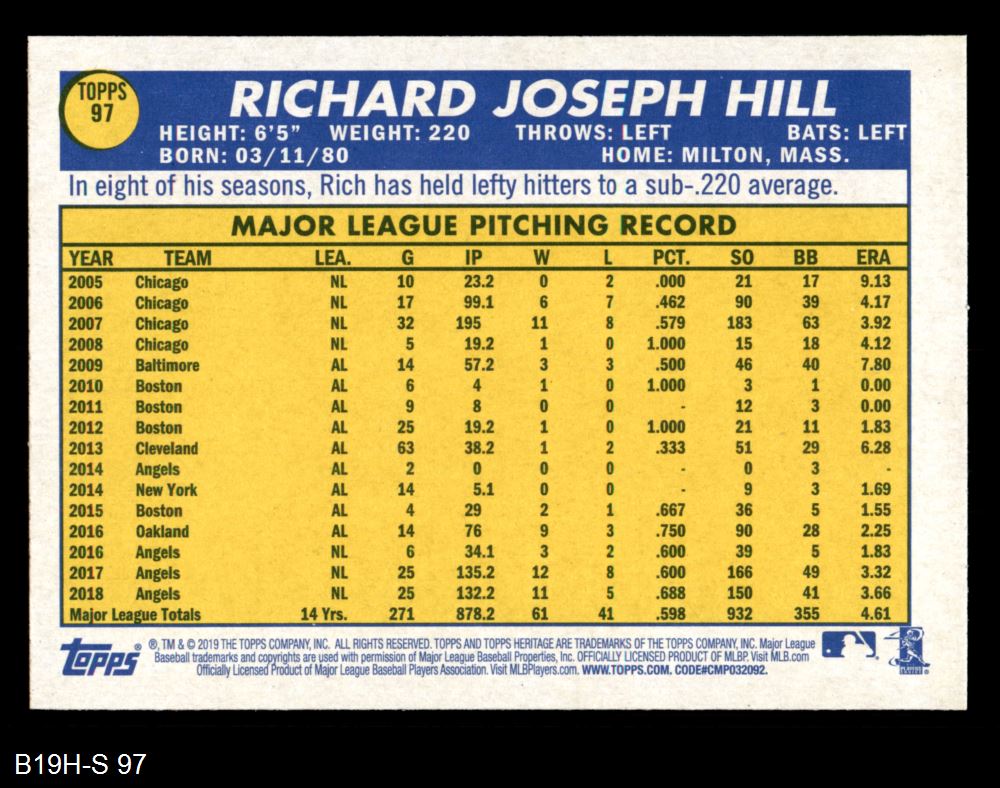 TOPPS
97
RICHARD JOSEPH HILL
HEIGHT: 6'5" WEIGHT: 220 THROWS: LEFT BATS: LEFT
BORN: 03/11/80 HOME: MILTON, MASS.
In eight of his seasons, Rich has held lefty hitters to a sub-.220 average.
MAJOR LEAGUE PITCHING RECORD
YEAR TEAM LEA. G IP W L PCT. SO BB ERA
2005 Chicago NL 10 23.2 0 2 .000 21 17 9.13
2006 Chicago NL 17 99.1 6 7 .462 90 39 4.17
2007 Chicago NL 32 195 11 8 .579 183 63 3.92
2008 Chicago NL 5 19.2 1 0 1.000 15 18 4.12
2009 Baltimore AL 14 57.2 3 3 .500 46 40 7.80
2010 Boston AL 6 4 1 0 1.000 3 1 0.00
2011 Boston AL 9 8 0 0 - 12 3 0.00
2012 Boston AL 25 19.2 1 0 1.000 21 11 1.83
2013 Cleveland AL 63 38.2 1 2 .333 51 29 6.28
2014 Angels AL 2 0 0 0 - 0 3 -
2014 New York AL 14 5.1 0 0 - 9 3 1.69
2015 Boston AL 4 29 2 1 .667 36 5 1.55
2016 Oakland AL 14 76 9 3 .750 90 28 2.25
2016 Angels NL 6 34.1 3 2 .600 39 5 1.83
2017 Angels NL 25 135.2 12 8 .600 166 49 3.32
2018 Angels NL 25 132.2 11 5 .688 150 41 3.66
Major League Totals 14 Yrs. 271 878.2 61 41 .598 932 355 4.61
TOPPS® ®, TM & © 2019 THE TOPPS COMPANY, INC. ALL RIGHTS RESERVED. TOPPS AND TOPPS HERITAGE ARE TRADEMARKS OF THE TOPPS COMPANY, INC. Major League
Baseball trademarks and copyrights are used with permission of Major League Baseball Properties, Inc. OFFICIALLY LICENSED PRODUCT OF MLBP. Visit MLB.com
Officially Licensed Product of Major League Baseball Players Association. Visit MLBPlayers.com. WWW.TOPPS.COM. CODE#CMP032092.
B19H-S 97